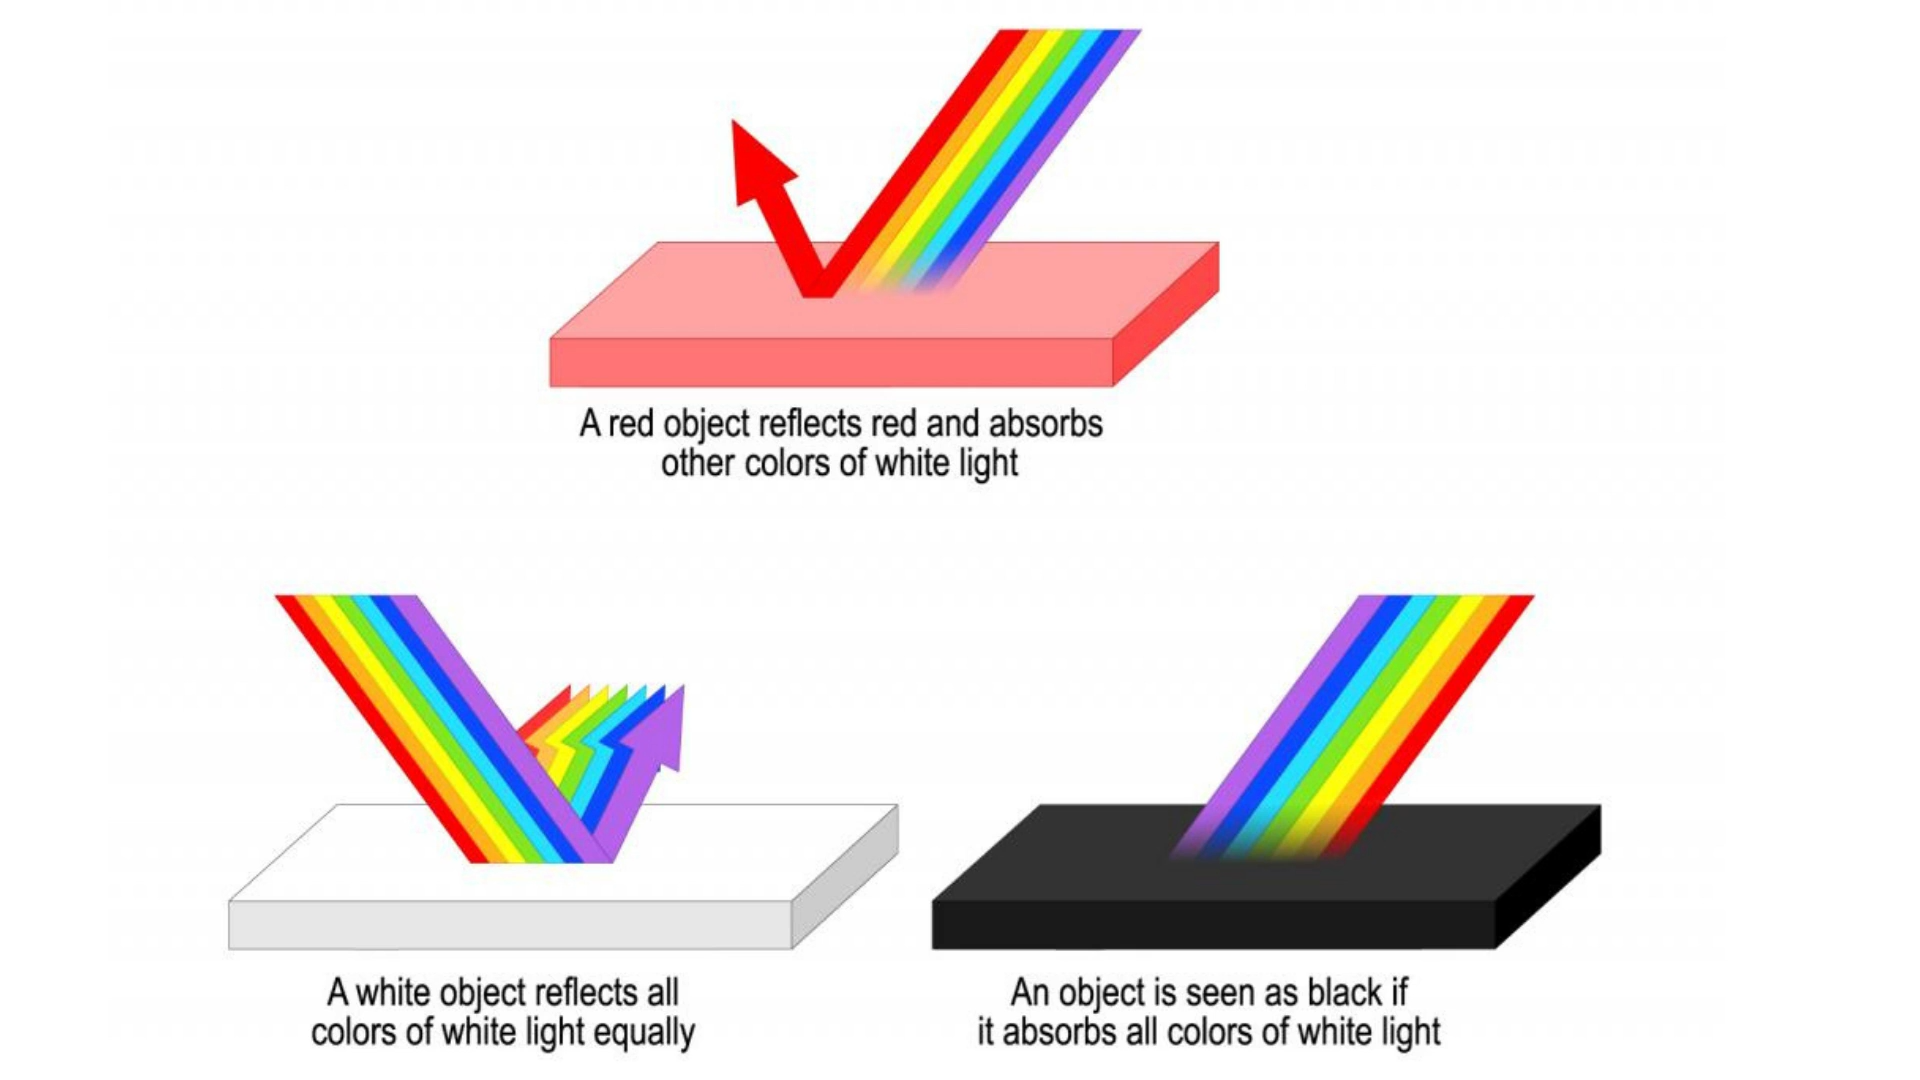 A red object reflects red and absorbs
other colors of white light
A white object reflects all
colors of white light equally
An object is seen as black if
it absorbs all colors of white light